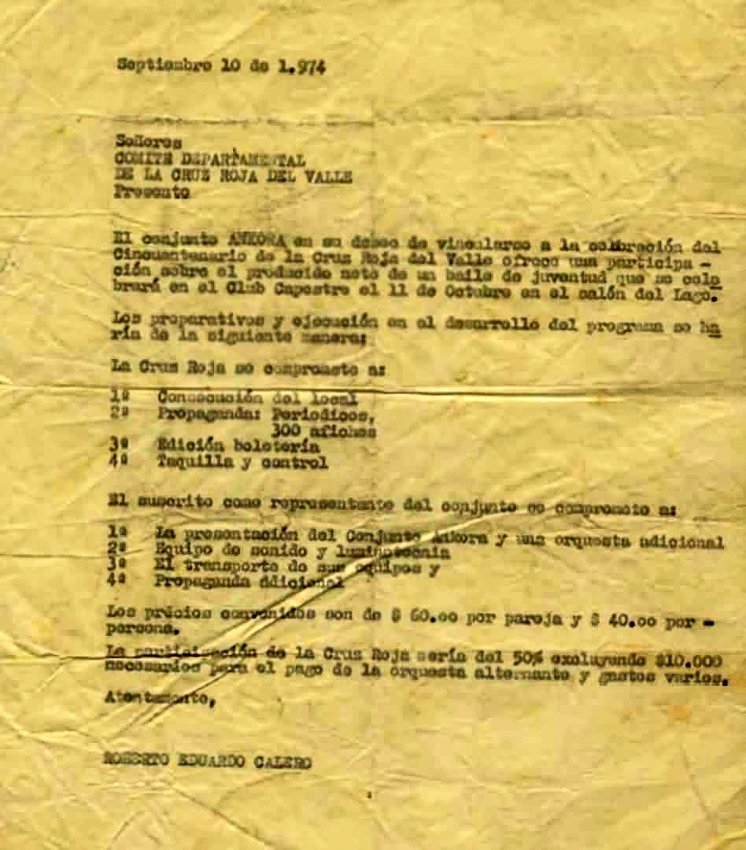 Septiembre 10 de 1.974
Señores
COMITE DEPARTAMENTAL
DE LA CRUZ ROJA DEL VALLE
Presente
El conjunto ANKORA en su deseo de vincularse a la celebración del
Cincuentenario de la Cruz Roja del Valle ofrece una participa -
ción sobre el producido neto de un baile de juventud que se cele
brará en el Club Capestre el 11 de Octubre en el salón del Lago.
Los preparativos y ejecución en el desarrollo del programa se ha
ría de la siguiente manera:
La Cruz Roja se compromete a:
1º Consecución del local
2º Propaganda: Periodicos,
300 afiches
3º Edición boletería
4º Taquilla y control
El suscrito como representante del conjunto se compromete a:
1º La presentación del Conjunto Ankora y una orquesta adicional
2º Equipo de sonido y luminotecnia
3º El transporte de sus equipos y
4º Propaganda ddicional
Los précios convenidos son de $ 60.oo por pareja y $ 40.oo por -
persona.
La participación de la Cruz Roja sería del 50% excluyendo $10.000
necesarios para el pago de la orquesta alternante y gastos varios.
Atentamente,
ROBERTO EDUARDO CALERO